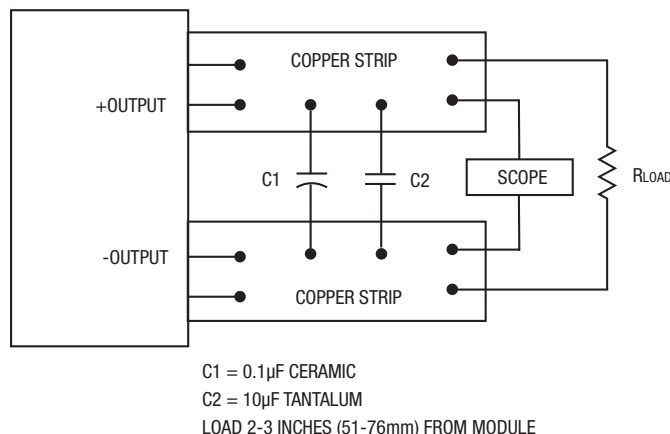 COPPER STRIP
+OUTPUT
C1
C2
SCOPE
RLOAD
-OUTPUT
COPPER STRIP
C1 = 0.1µF CERAMIC
C2 = 10µF TANTALUM
LOAD 2-3 INCHES (51-76mm) FROM MODULE